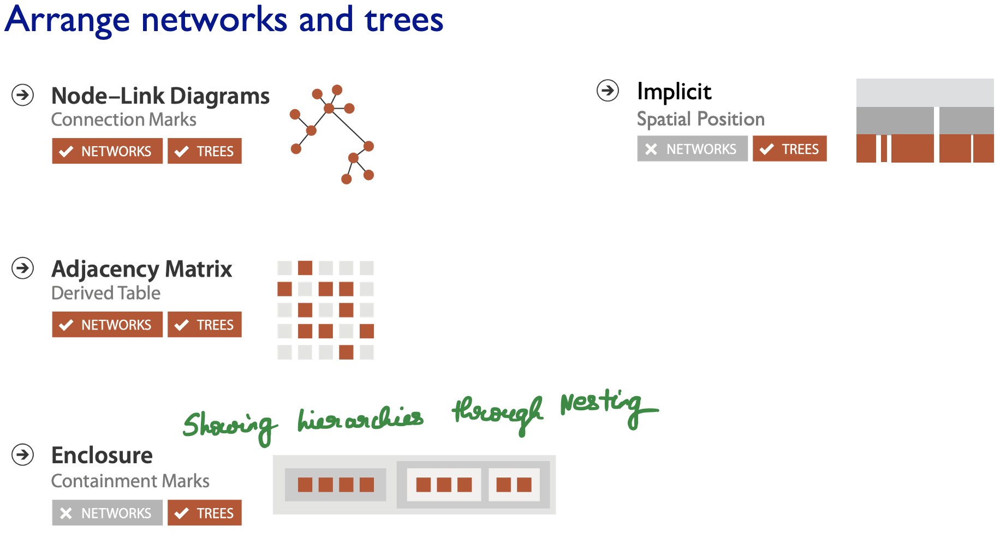 Arrange networks and trees
Node–Link Diagrams
Connection Marks
NETWORKS TREES
Implicit
Spatial Position
NETWORKS TREES
Adjacency Matrix
Derived Table
NETWORKS TREES
Showing hierarchies through Nesting
Enclosure
Containment Marks
NETWORKS TREES